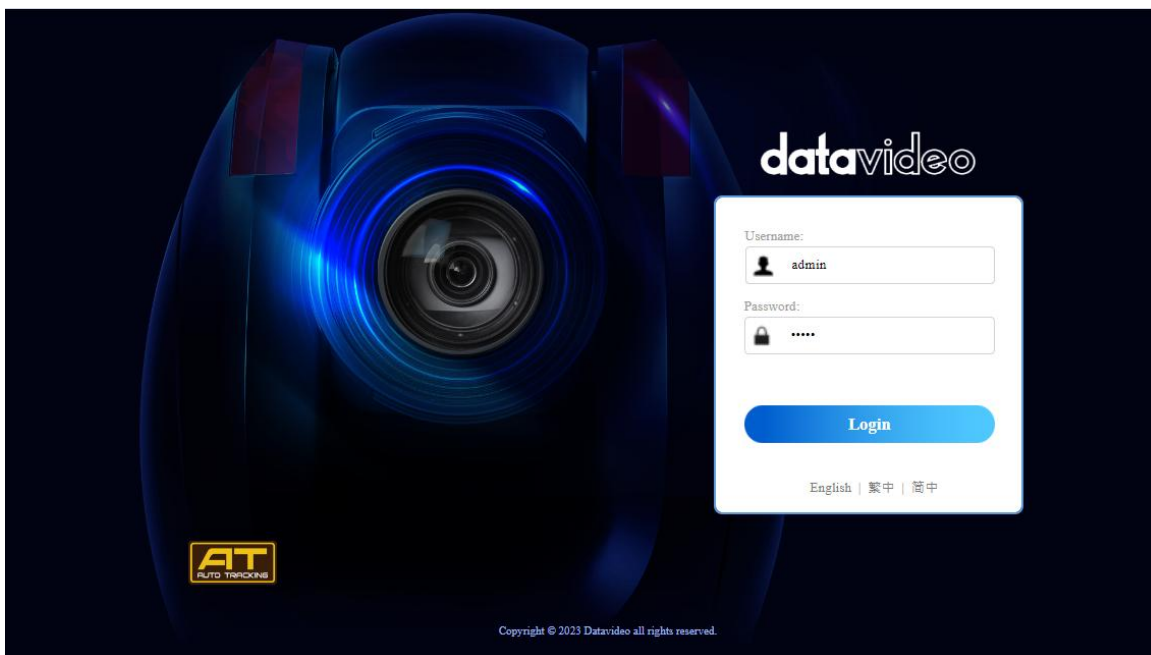 datavideo
Username:
admin
Password:
•••••
Login
English | 繁中 | 简中
AT
AUTO TRACKING
Copyright © 2023 Datavideo all rights reserved.